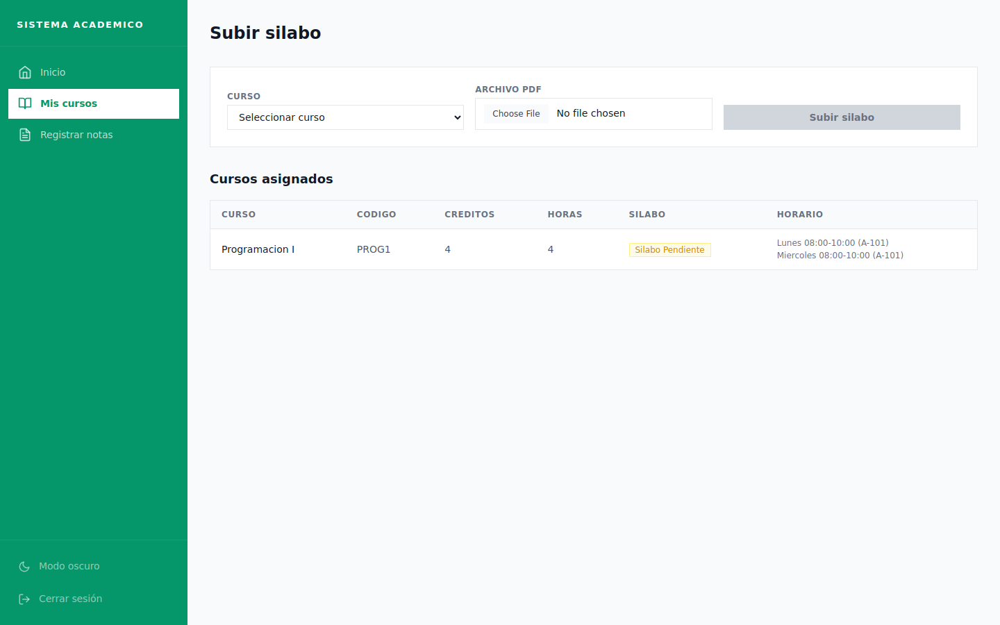 SISTEMA ACADEMICO
Inicio
Mis cursos
Registrar notas
Modo oscuro
Cerrar sesión
Subir silabo
CURSO
Seleccionar curso
ARCHIVO PDF
Choose File No file chosen
Subir silabo
Cursos asignados
CURSO CODIGO CREDITOS HORAS SILABO HORARIO
Programacion I PROG1 4 4 Silabo Pendiente Lunes 08:00-10:00 (A-101)
Miercoles 08:00-10:00 (A-101)